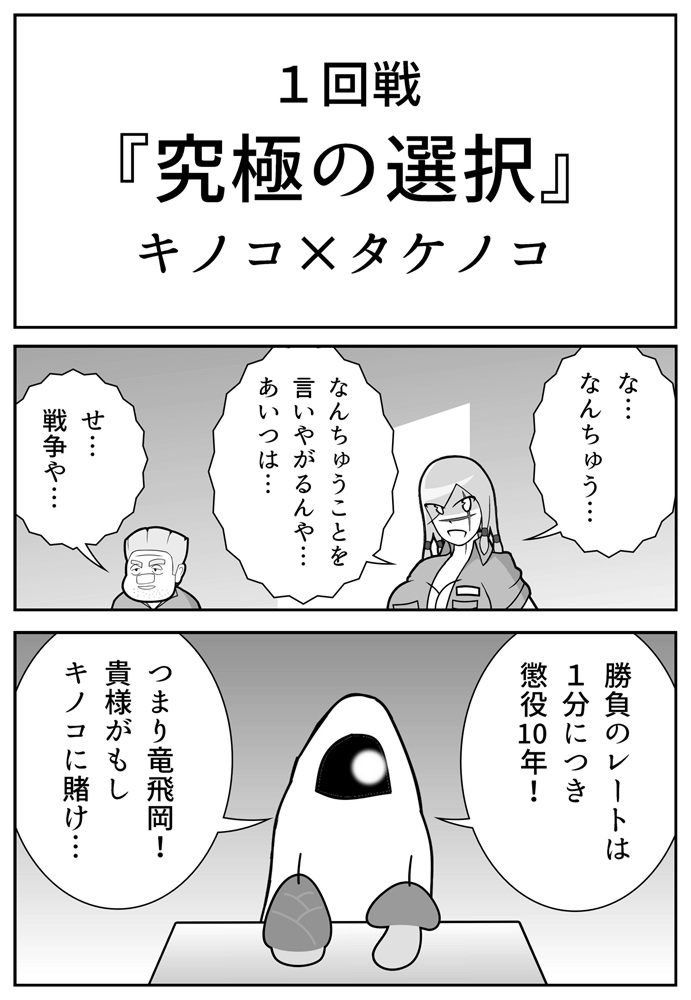 １回戦
『究極の選択』
キノコ×タケノコ
な…
なんちゅう…
なんちゅうことを
言いやがるんや…
あいつは…
せ…
戦争や…
勝負のレートは
１分につき
懲役10年！
つまり竜飛岡！
貴様がもし
キノコに賭け…